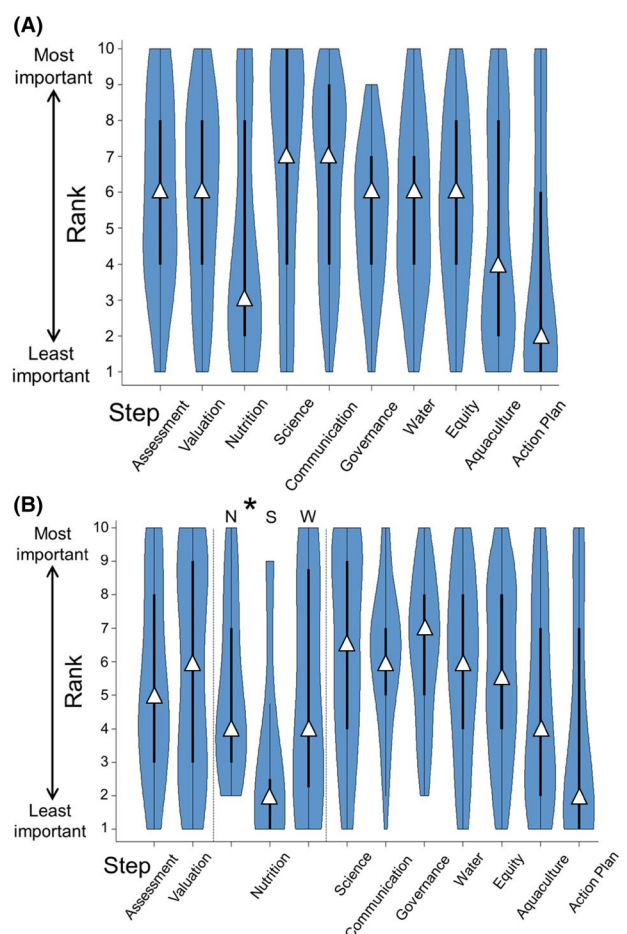 (A)
Most
important
Rank
Least
important
10
9
8
7
6
5
4
3
2
1
Step
Assessment
Valuation
Nutrition
Science
Communication
Governance
Water
Equity
Aquaculture
Action Plan
(B)
N * S W
Most
important
Rank
Least
important
10
9
8
7
6
5
4
3
2
1
Step
Assessment
Valuation
Nutrition
Science
Communication
Governance
Water
Equity
Aquaculture
Action Plan